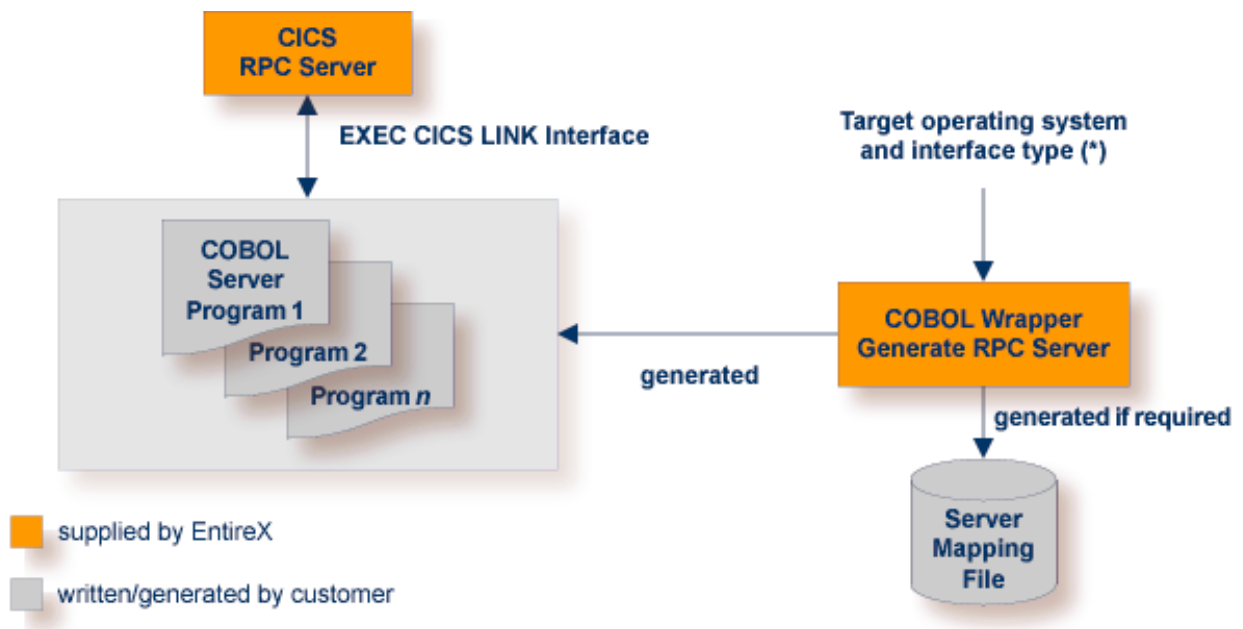 CICS
RPC Server
EXEC CICS LINK Interface
Target operating system
and interface type (*)
COBOL
Server
Program 1
Program 2
Program n
COBOL Wrapper
Generate RPC Server
generated
generated if required
Server
Mapping
File
supplied by EntireX
written/generated by customer